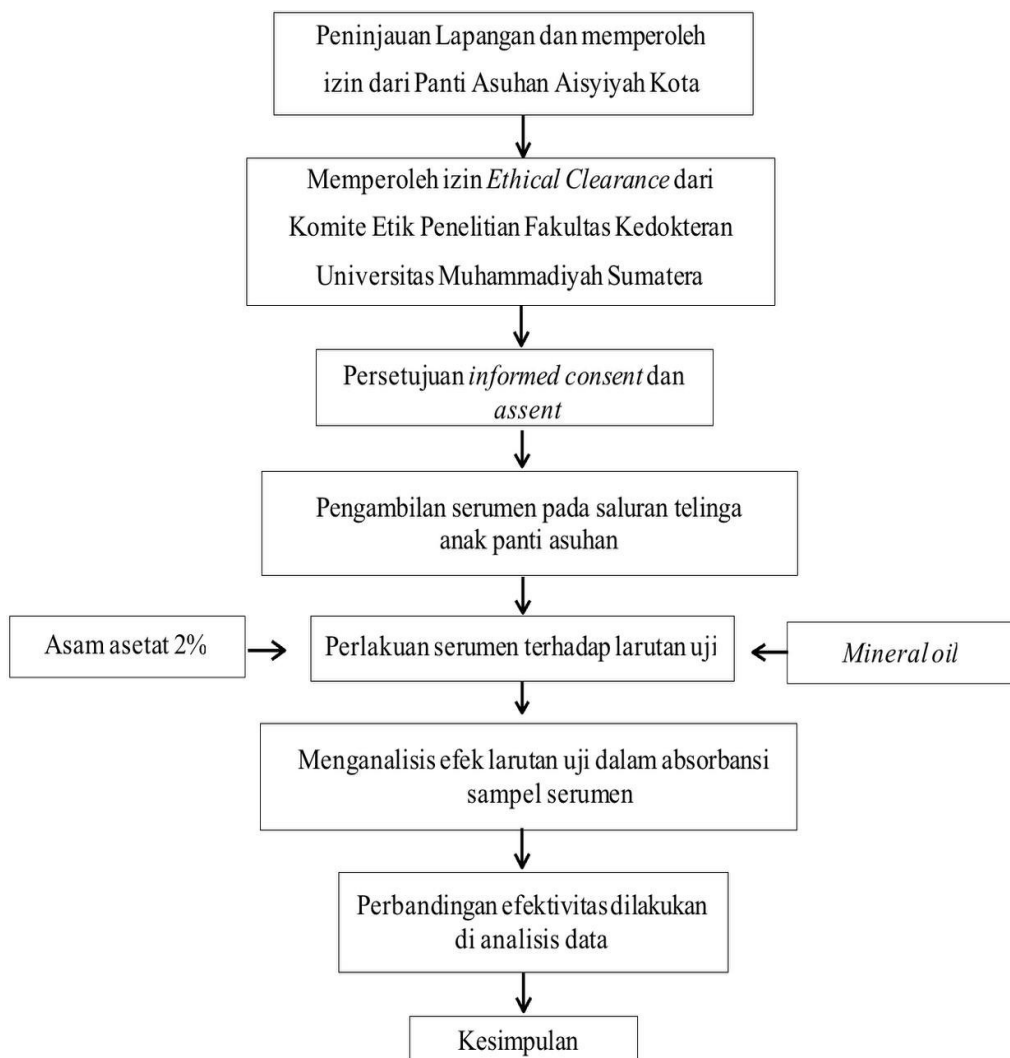 Peninjauan Lapangan dan memperoleh
izin dari Panti Asuhan Aisyiyah Kota
Memperoleh izin Ethical Clearance dari
Komite Etik Penelitian Fakultas Kedokteran
Universitas Muhammadiyah Sumatera
Persetujuan informed consent dan
assent
Pengambilan serumen pada saluran telinga
anak panti asuhan
Asam asetat 2%
Perlakuan serumen terhadap larutan uji
Mineral oil
Menganalisis efek larutan uji dalam absorbansi
sampel serumen
Perbandingan efektivitas dilakukan
di analisis data
Kesimpulan